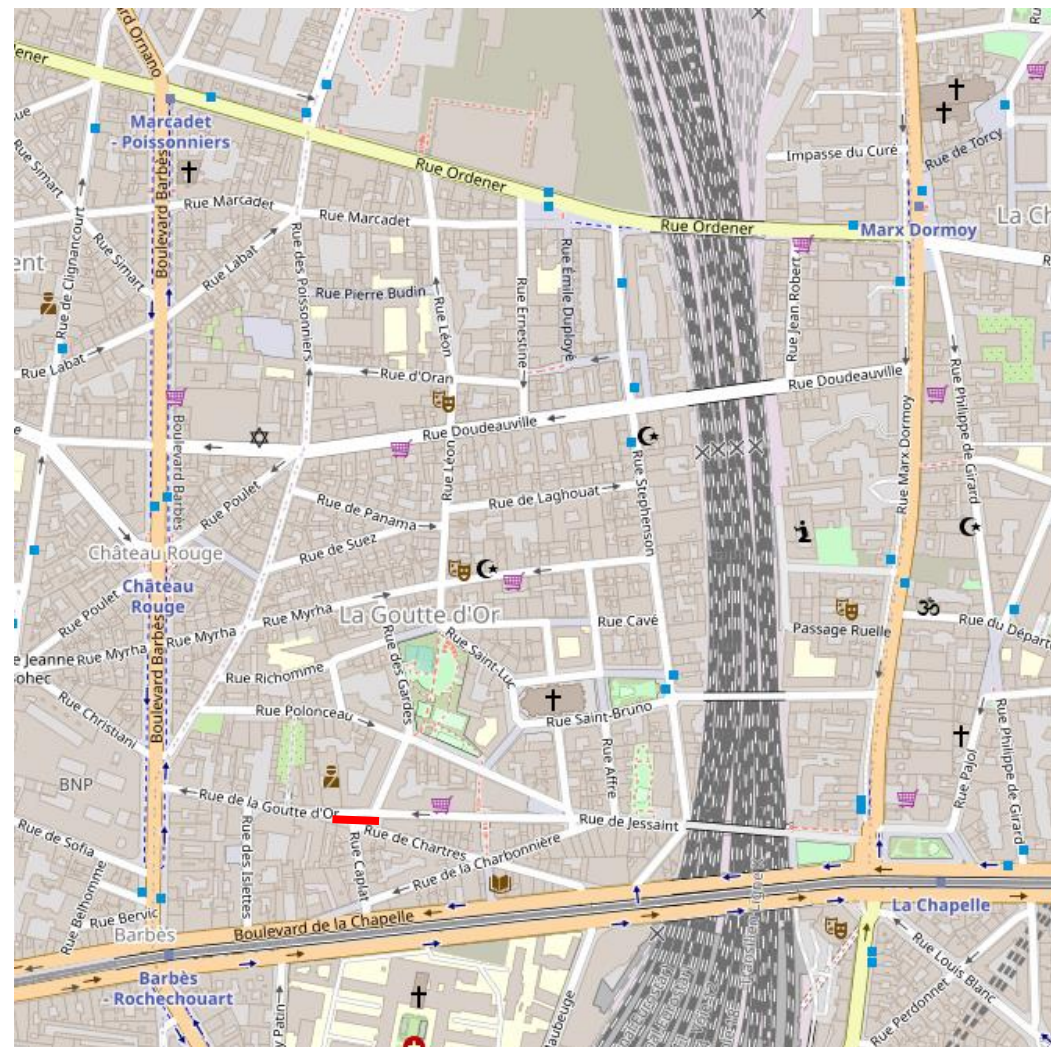 Rue Ordener
Rue Ordener
Marcadet
- Poissonniers
Impasse du Curé
Rue de Torcy
Marx Dormoy
Rue Marcadet
Rue Marcadet
Rue Simart
Rue Simart
Rue de Clignancourt
Boulevard Barbès
Rue Labat
Rue Labat
Rue des Poissonniers
Rue Pierre Budin
Rue Léon
Rue Ernestine
Rue Émile Duployé
Rue Jean Robert
Rue d'Oran
Rue Doudeauville
Rue Doudeauville
Rue Philippe de Girard
Rue Marx Dormoy
Boulevard Barbès
Rue Léon
Rue Poulet
Rue de Laghouat
Rue de Panama
Rue Stephenson
Rue de Suez
Château Rouge
Château
Rouge
Rue Poulet
Rue Myrha
Rue Myrha
Rue Myrha
La Goutte d'Or
Rue Cavé
Passage Ruelle
Rue du Départ
Boulevard Barbès
Rue Richomme
Rue des Gardes
Rue Saint-Luc
Rue Saint-Bruno
Rue Christiani
Rue Polonceau
Rue Affre
Rue Pajol
Rue Philippe de Girard
BNP
Rue de la Goutte d'Or
Rue de Jessaint
Rue de Sofia
Rue des Islettes
Rue Caplat
Rue de Chartres
Rue de la Charbonnière
Rue Belhomme
Rue Bervic
Barbès
Boulevard de la Chapelle
La Chapelle
Barbès
- Rochechouart
Rue Louis Blanc
Rue Perdonnet